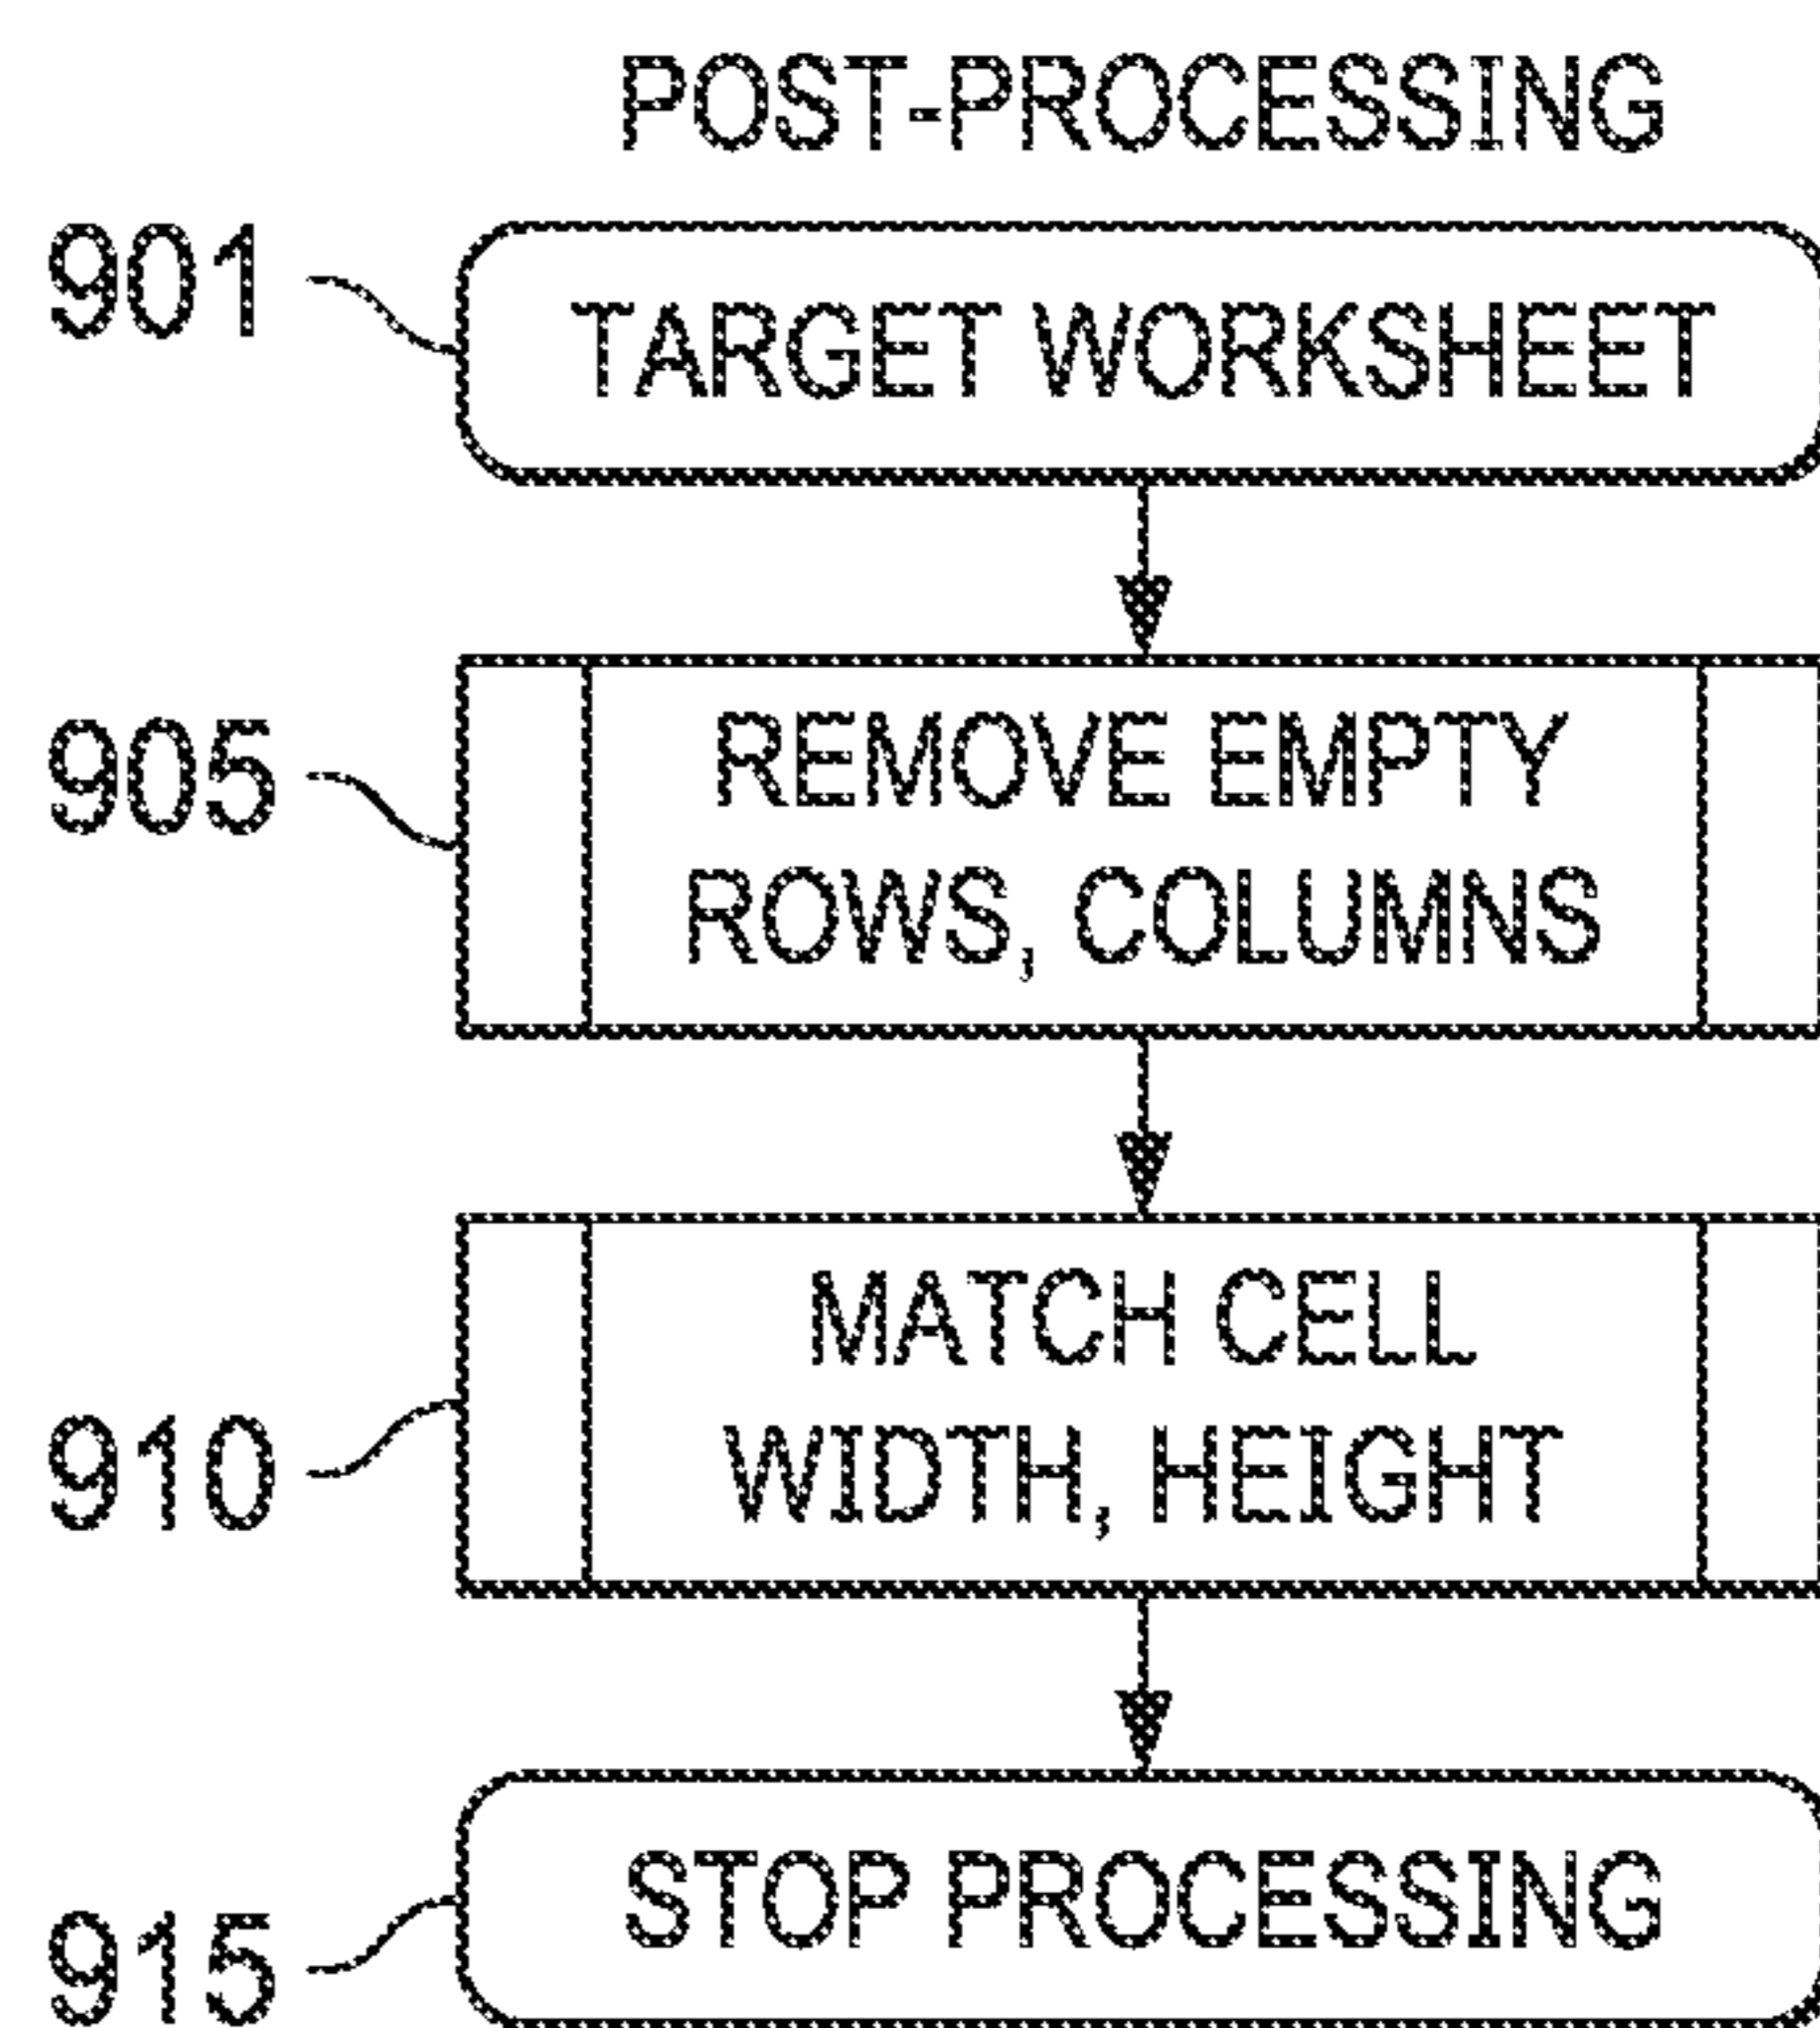 POST-PROCESSING
901
TARGET WORKSHEET
905
REMOVE EMPTY
ROWS, COLUMNS
910
MATCH CELL
WIDTH, HEIGHT
915
STOP PROCESSING